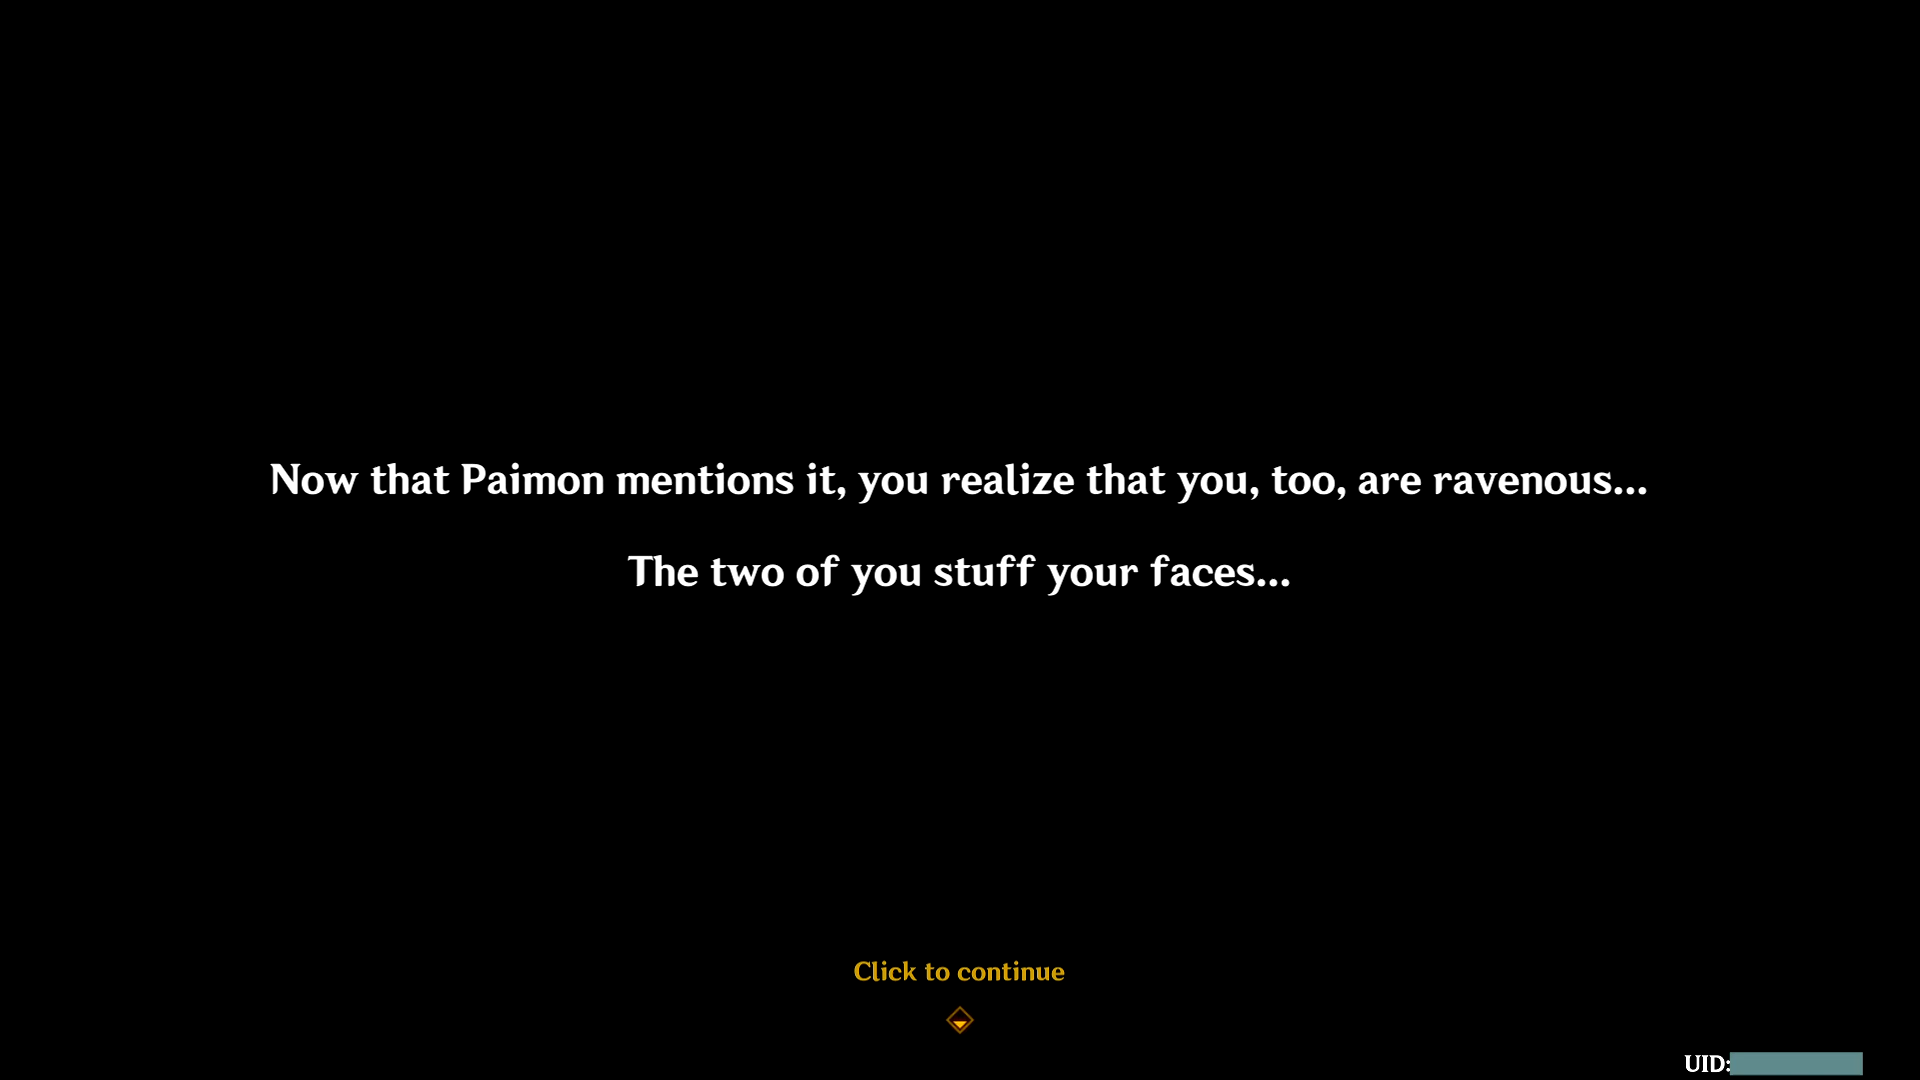 Now that Paimon mentions it, you realize that you, too, are ravenous...
The two of you stuff your faces...
Click to continue
UID: